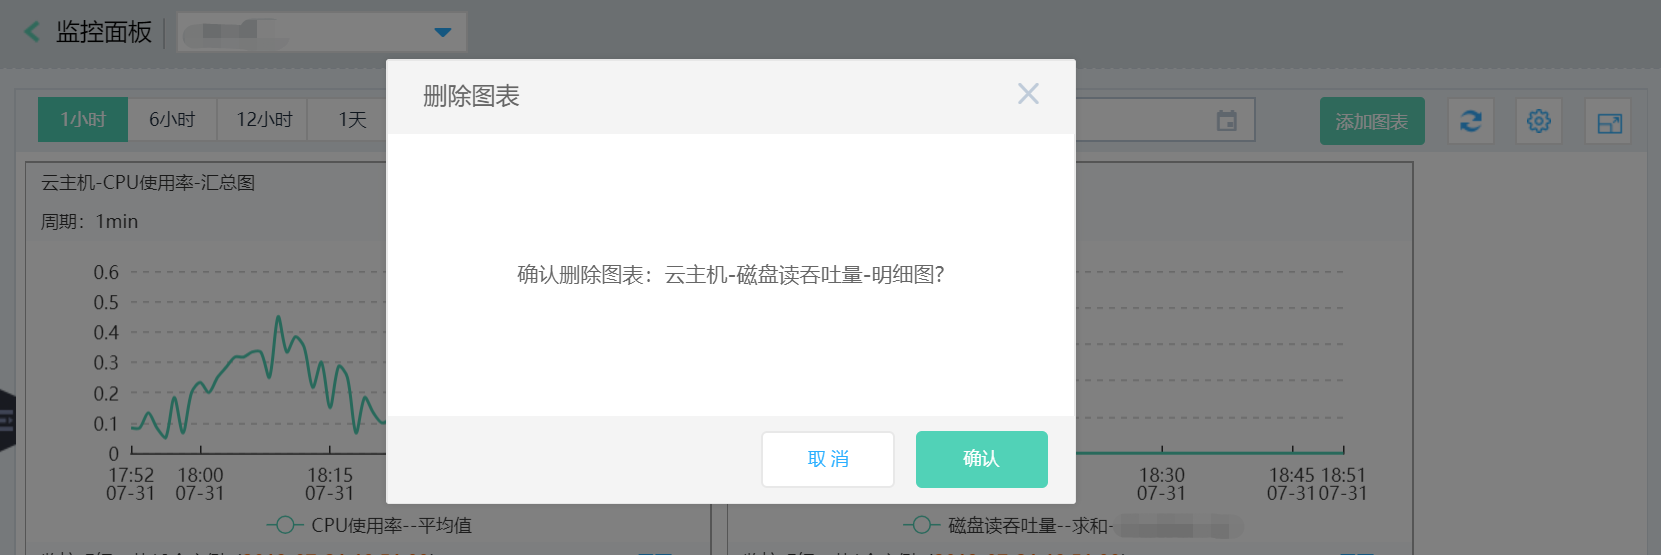 监控面板
删除图表
1小时
6小时
12小时
1天
添加图表
云主机-CPU使用率-汇总图
周期：1min
确认删除图表：云主机-磁盘读吞吐量-明细图?
0.6
0.5
0.4
0.3
0.2
0.1
0
取 消
确认
17:52 18:00 18:15 18:30 18:45 18:51
07-31 07-31 07-31 07-31 07-31 07-31
CPU使用率--平均值
磁盘读吞吐量--求和-